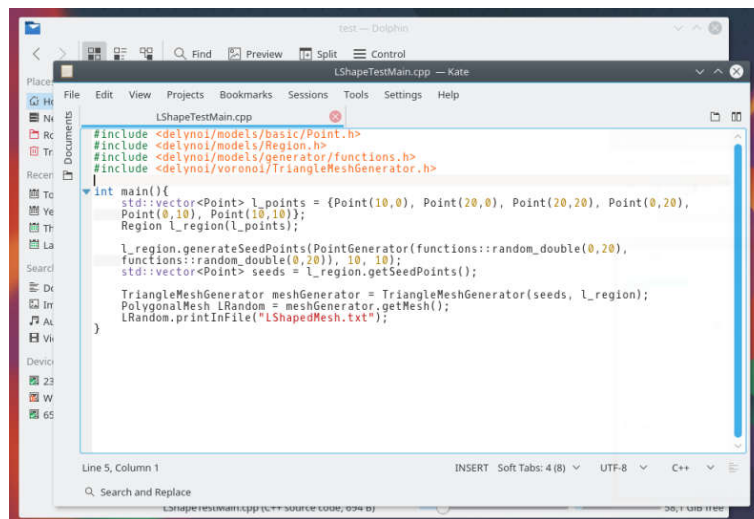 test — Dolphin
Find Preview Split Control
LShapeTestMain.cpp — Kate
File Edit View Projects Bookmarks Sessions Tools Settings Help
LShapeTestMain.cpp
Documents
#include <delynoi/models/basic/Point.h>
#include <delynoi/models/Region.h>
#include <delynoi/models/generator/functions.h>
#include <delynoi/voronoi/TriangleMeshGenerator.h>
int main(){
std::vector<Point> l_points = {Point(10,0), Point(20,0), Point(20,20), Point(0,20),
Point(0,10), Point(10,10)};
Region l_region(l_points);
l_region.generateSeedPoints(PointGenerator(functions::random_double(0,20),
functions::random_double(0,20)), 10, 10);
std::vector<Point> seeds = l_region.getSeedPoints();
TriangleMeshGenerator meshGenerator = TriangleMeshGenerator(seeds, l_region);
PolygonalMesh LRandom = meshGenerator.getMesh();
LRandom.printInFile("LShapedMesh.txt");
}
Line 5, Column 1
INSERT Soft Tabs: 4 (8) UTF-8 C++
Search and Replace
LShapeTestMain.cpp (C++ source code, 694 B)
58,1 GiB free